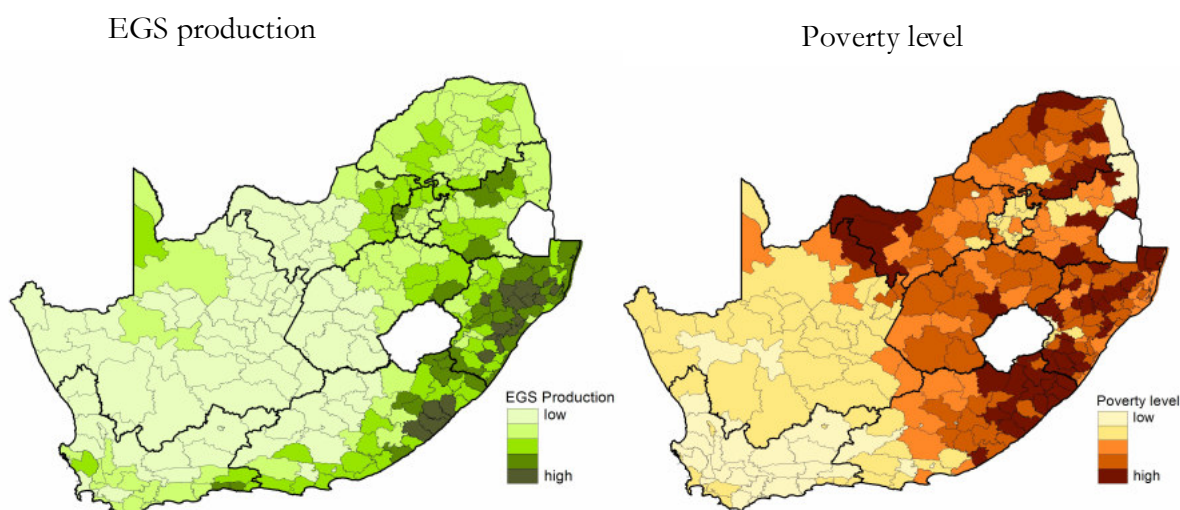 EGS production
Poverty level
EGS Production
low
high
Poverty level
low
high